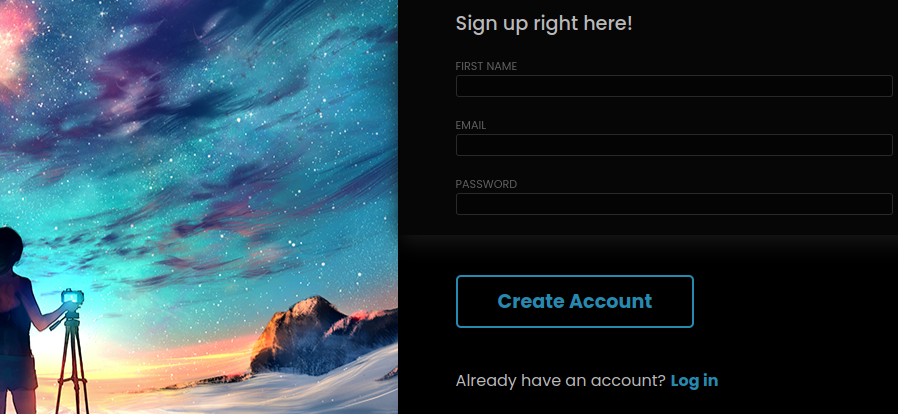 Sign up right here!
FIRST NAME
EMAIL
PASSWORD
Create Account
Already have an account? Log in